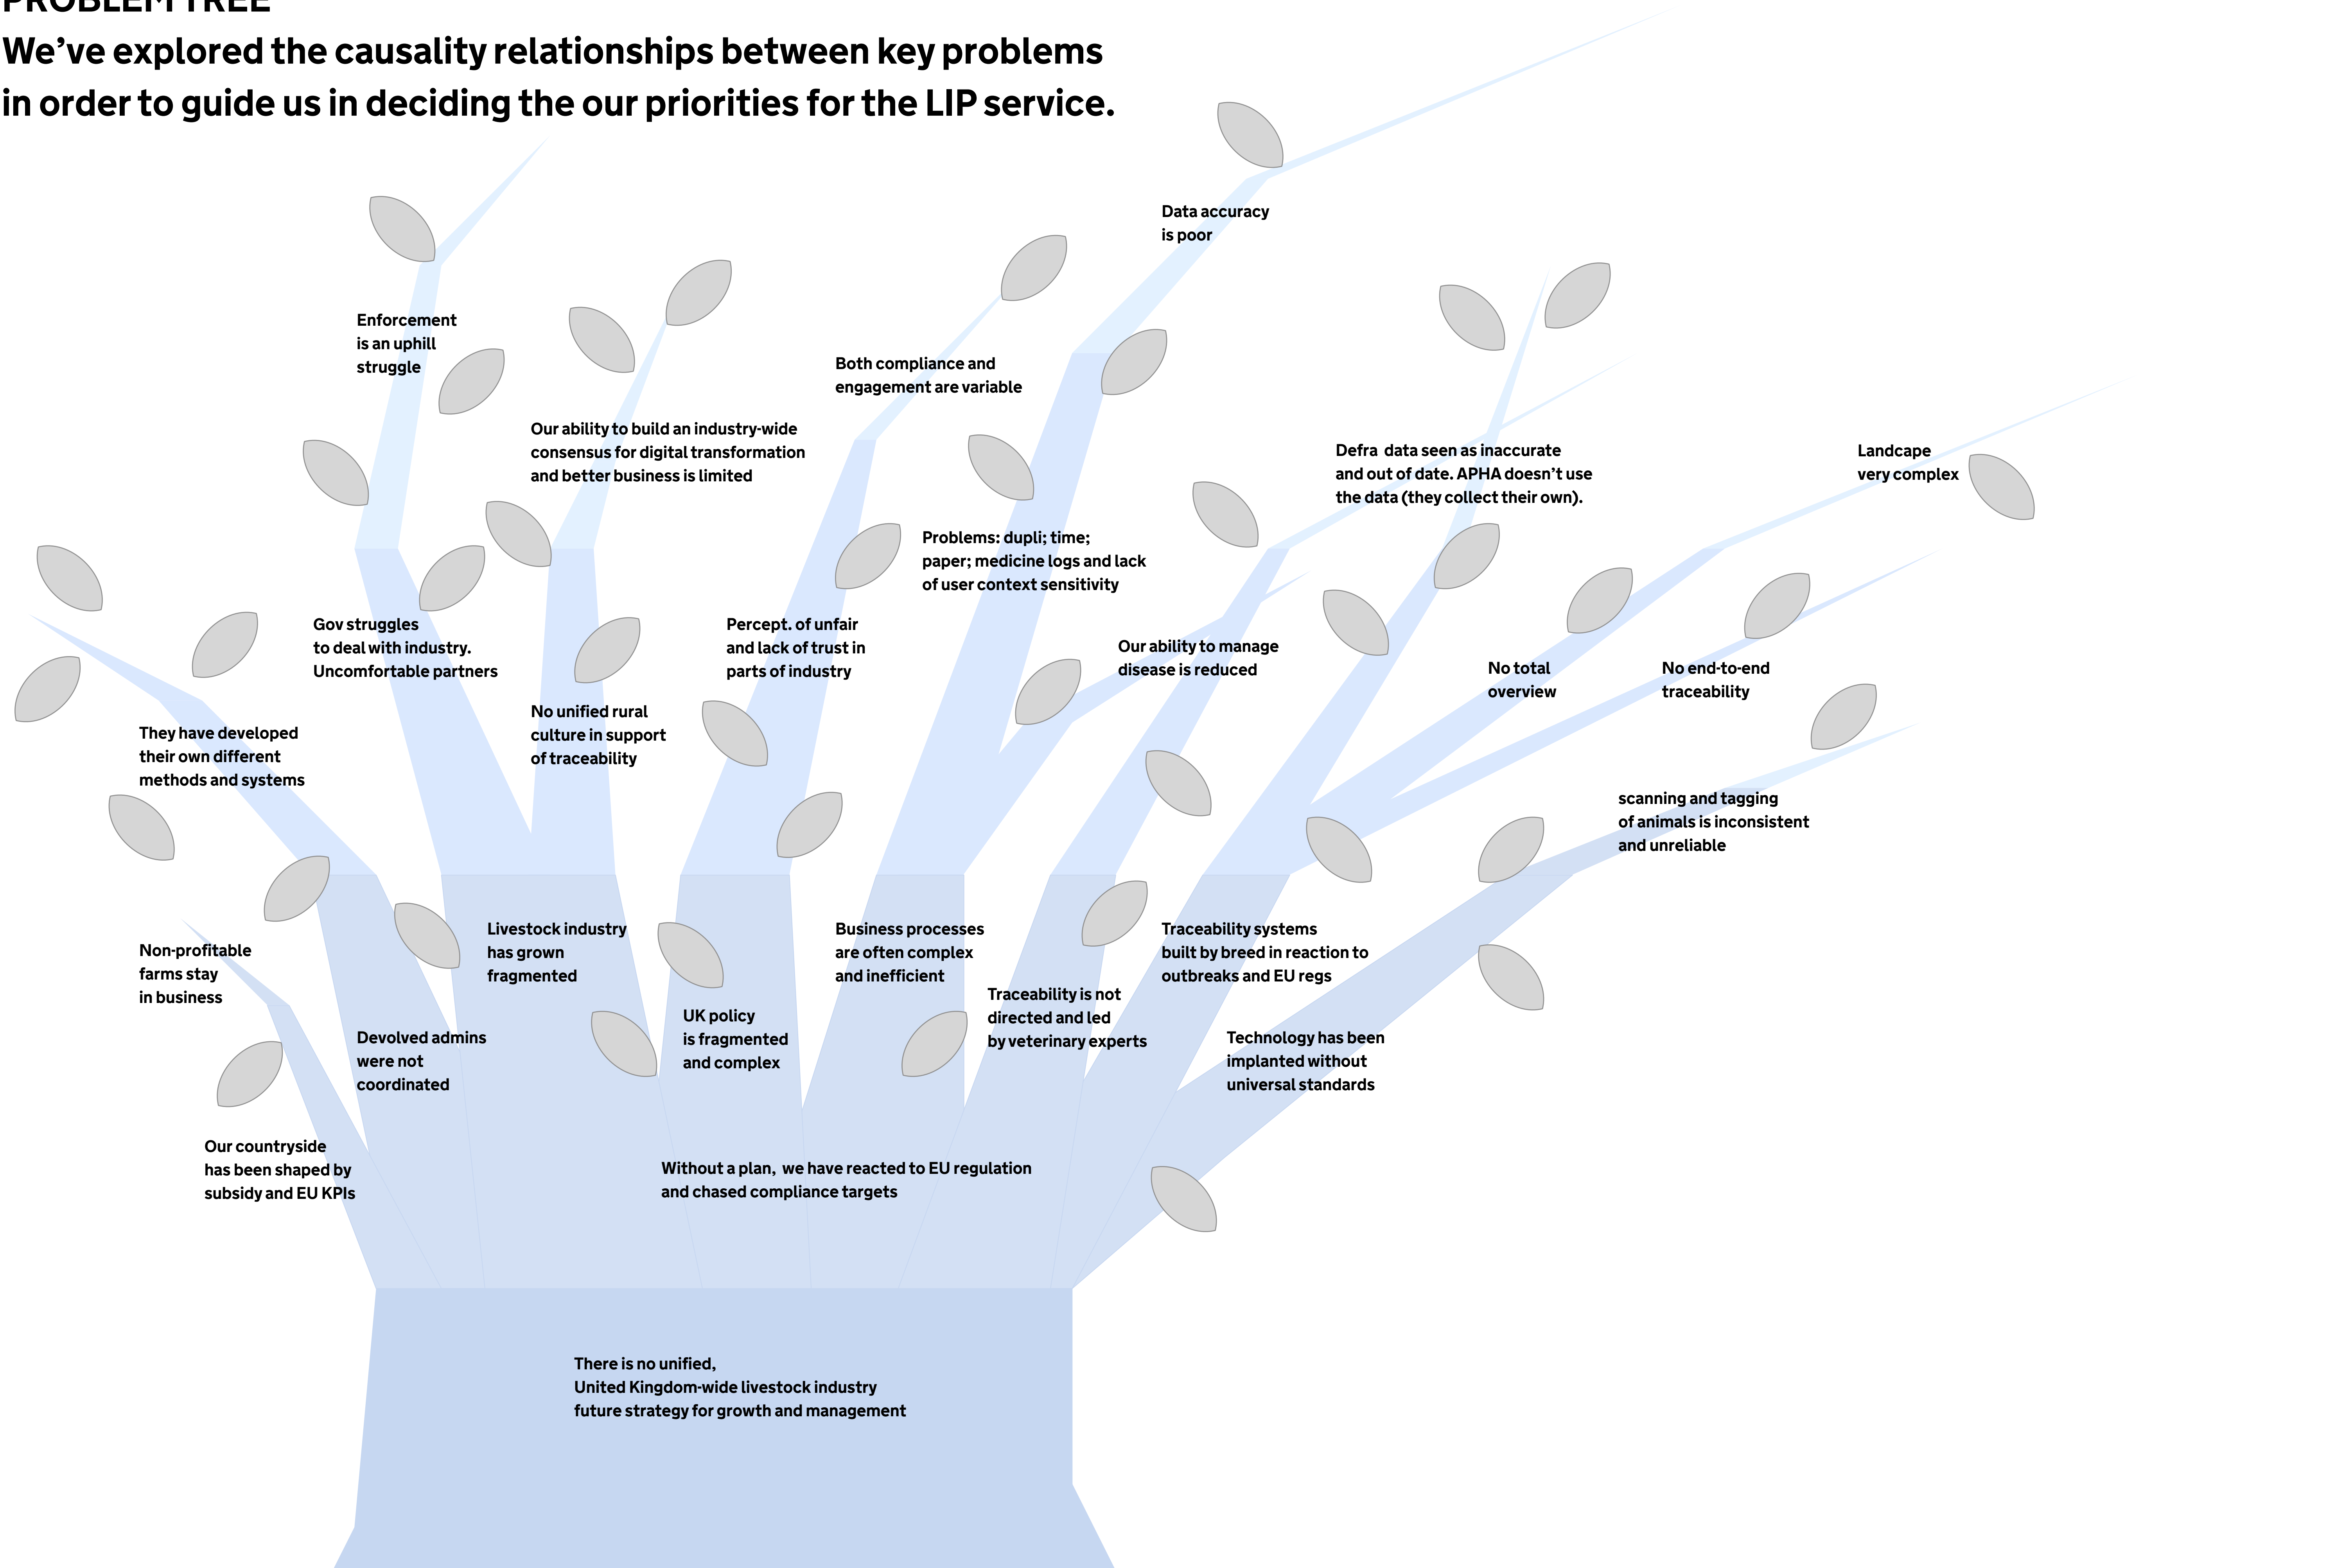 PROBLEM TREE
We’ve explored the causality relationships between key problems
in order to guide us in deciding the our priorities for the LIP service.
Data accuracy
is poor
Enforcement
is an uphill
struggle
Both compliance and
engagement are variable
Our ability to build an industry-wide
consensus for digital transformation
and better business is limited
Defra  data seen as inaccurate
and out of date. APHA doesn’t use
the data (they collect their own).
Landcape
very complex
Problems: dupli; time;
paper; medicine logs and lack
of user context sensitivity
Gov struggles
to deal with industry.
Uncomfortable partners
Percept. of unfair
and lack of trust in
parts of industry
Our ability to manage
disease is reduced
No total
overview
No end-to-end
traceability
No unified rural
culture in support
of traceability
They have developed
their own different
methods and systems
scanning and tagging
of animals is inconsistent
and unreliable
Non-profitable
farms stay
in business
Livestock industry
has grown
fragmented
Business processes
are often complex
and inefficient
Traceability systems
built by breed in reaction to
outbreaks and EU regs
Traceability is not
directed and led
by veterinary experts
UK policy
is fragmented
and complex
Devolved admins
were not
coordinated
Technology has been
implanted without
universal standards
Our countryside
has been shaped by
subsidy and EU KPIs
Without a plan,  we have reacted to EU regulation
and chased compliance targets
There is no unified,
United Kingdom-wide livestock industry
future strategy for growth and management